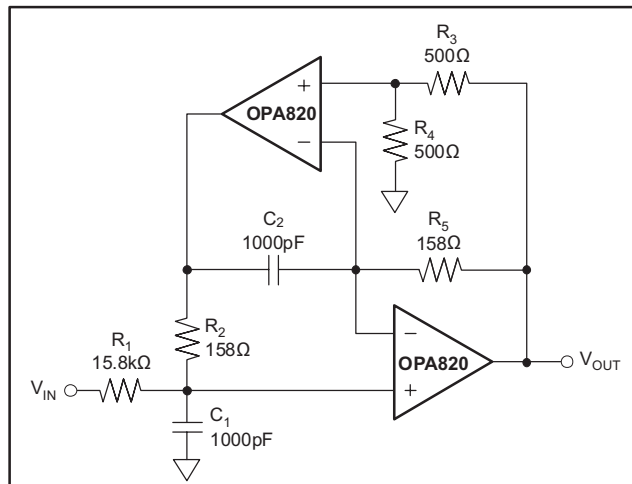 R3
500Ω
+
OPA820
−
R4
500Ω
C2
1000pF
R5
158Ω
R1
15.8kΩ
R2
158Ω
−
OPA820
+
VIN
VOUT
C1
1000pF